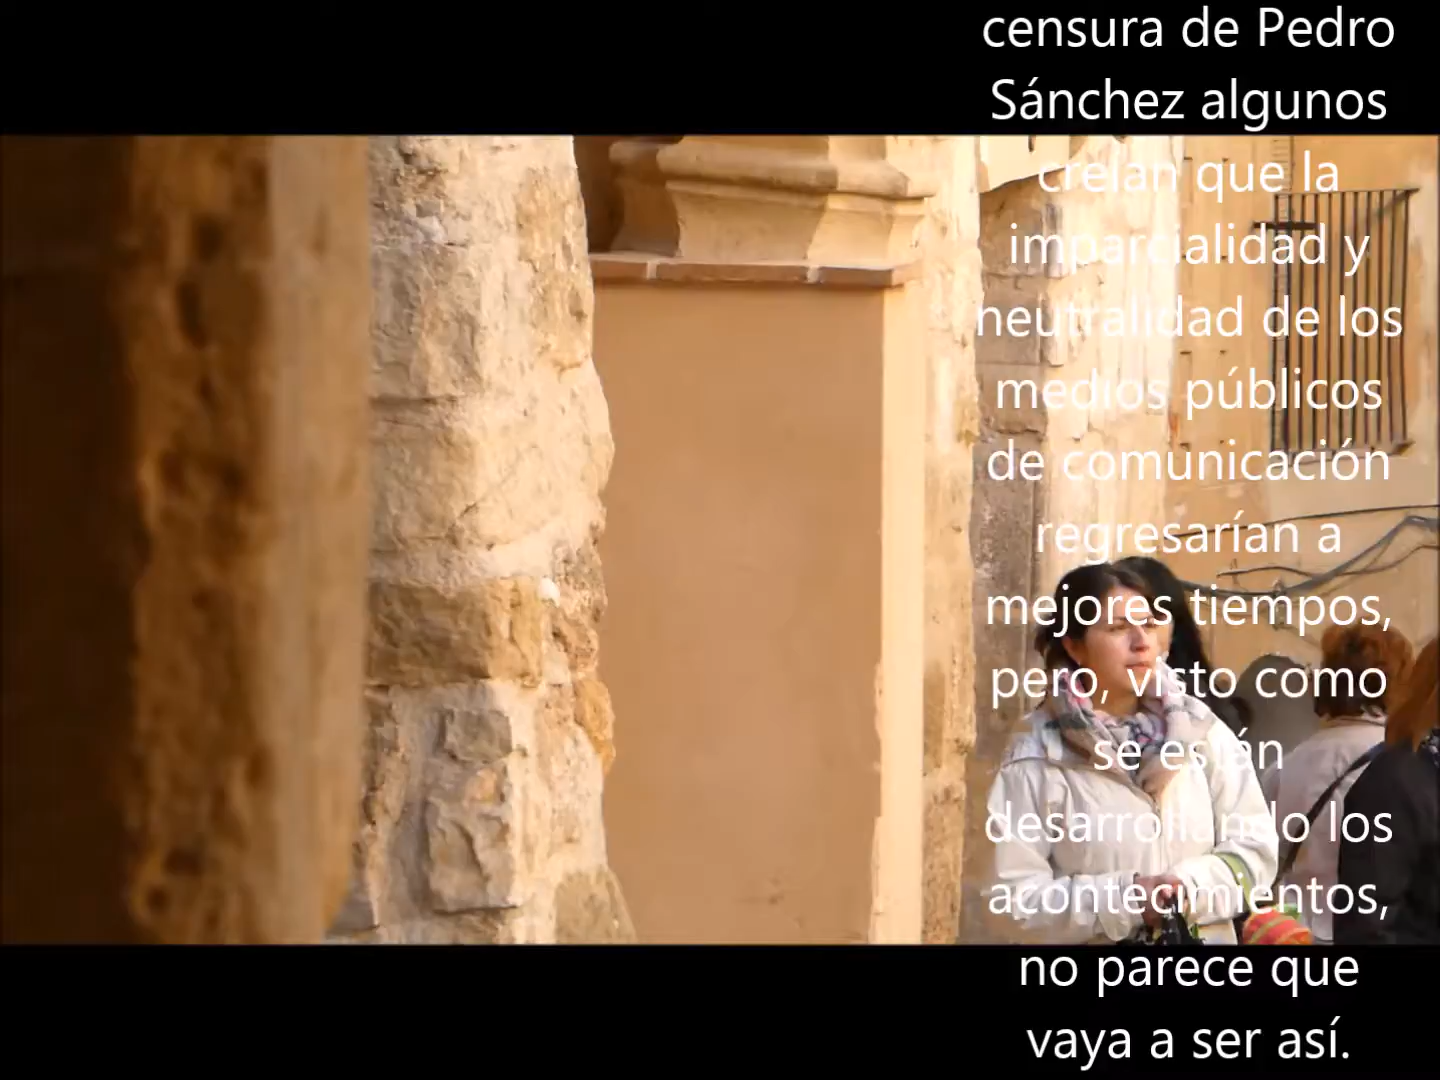 censura de Pedro
Sánchez algunos
creían que la
imparcialidad y
neutralidad de los
medios públicos
de comunicación
regresarían a
mejores tiempos,
pero, visto como
se están
desarrollando los
acontecimientos,
no parece que
vaya a ser así.